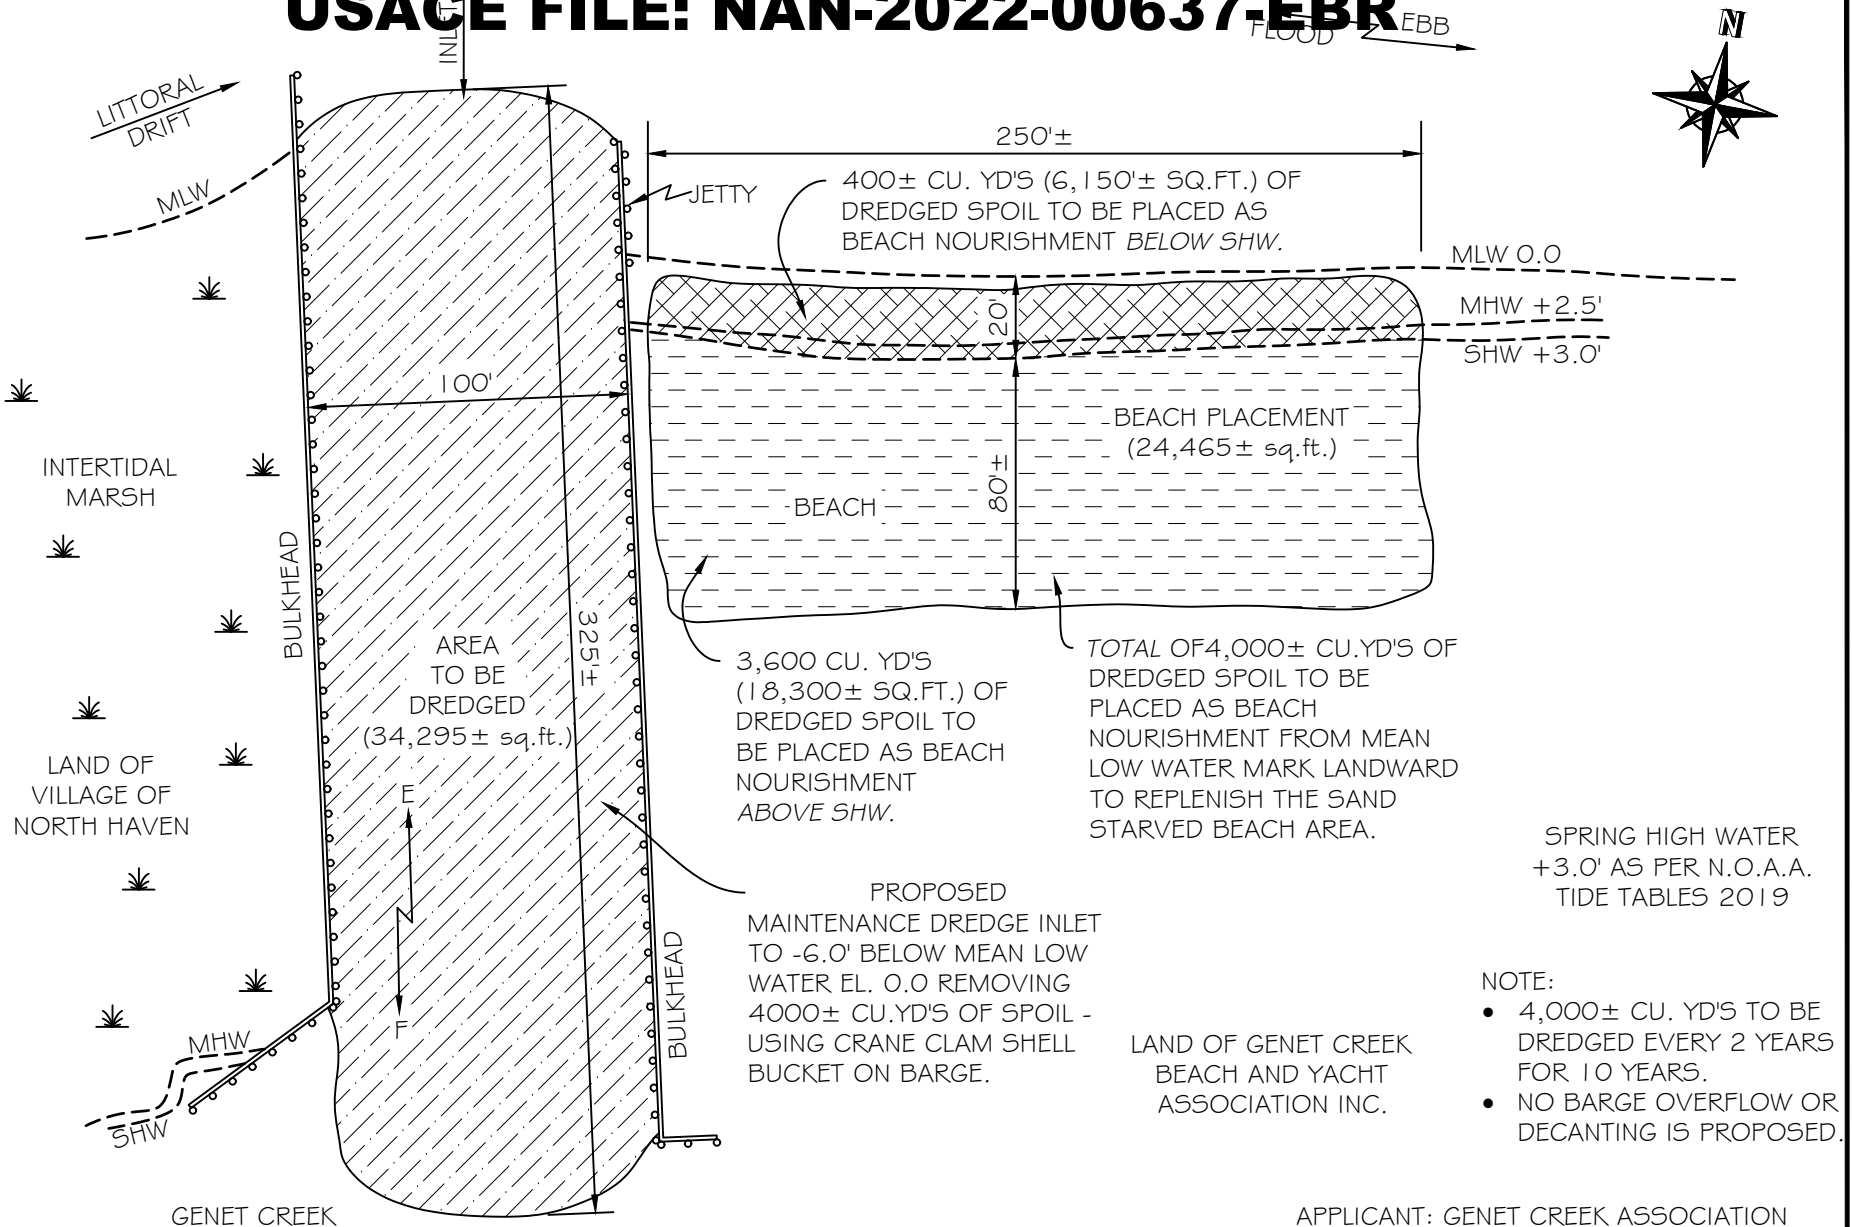 USACE FILE: NAN-2022-00637-EBR
FLOOD
EBB
N
LITTORAL
DRIFT
MLW
250'±
JETTY
400± CU. YD'S (6,150'± SQ.FT.) OF
DREDGED SPOIL TO BE PLACED AS
BEACH NOURISHMENT BELOW SHW.
MLW 0.0
MHW +2.5'
SHW +3.0'
20'
100'
BEACH PLACEMENT
(24,465± sq.ft.)
80'±
BEACH
INTERTIDAL
MARSH
BULKHEAD
325'±
AREA
TO BE
DREDGED
(34,295± sq.ft.)
3,600 CU. YD'S
(18,300± SQ.FT.) OF
DREDGED SPOIL TO
BE PLACED AS BEACH
NOURISHMENT
ABOVE SHW.
TOTAL OF4,000± CU.YD'S OF
DREDGED SPOIL TO BE
PLACED AS BEACH
NOURISHMENT FROM MEAN
LOW WATER MARK LANDWARD
TO REPLENISH THE SAND
STARVED BEACH AREA.
LAND OF
VILLAGE OF
NORTH HAVEN
E
F
SPRING HIGH WATER
+3.0' AS PER N.O.A.A.
TIDE TABLES 2019
PROPOSED
MAINTENANCE DREDGE INLET
TO -6.0' BELOW MEAN LOW
WATER EL. 0.0 REMOVING
4000± CU.YD'S OF SPOIL -
USING CRANE CLAM SHELL
BUCKET ON BARGE.
BULKHEAD
LAND OF GENET CREEK
BEACH AND YACHT
ASSOCIATION INC.
NOTE:
• 4,000± CU. YD'S TO BE
DREDGED EVERY 2 YEARS
FOR 10 YEARS.
• NO BARGE OVERFLOW OR
DECANTING IS PROPOSED.
MHW
SHW
GENET CREEK
APPLICANT: GENET CREEK ASSOCIATION